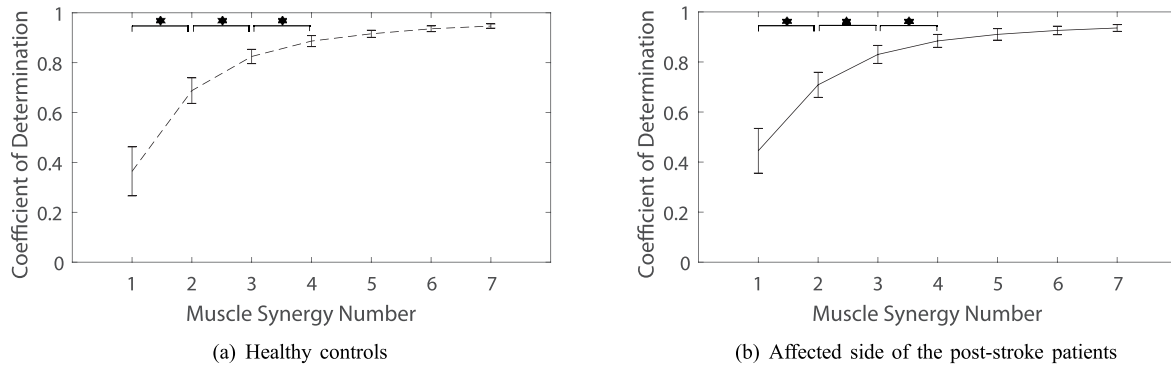 Coefficient of Determination
1
0.8
0.6
0.4
0.2
0
1 2 3 4 5 6 7
Muscle Synergy Number
(a) Healthy controls
Coefficient of Determination
1
0.8
0.6
0.4
0.2
0
1 2 3 4 5 6 7
Muscle Synergy Number
(b) Affected side of the post-stroke patients